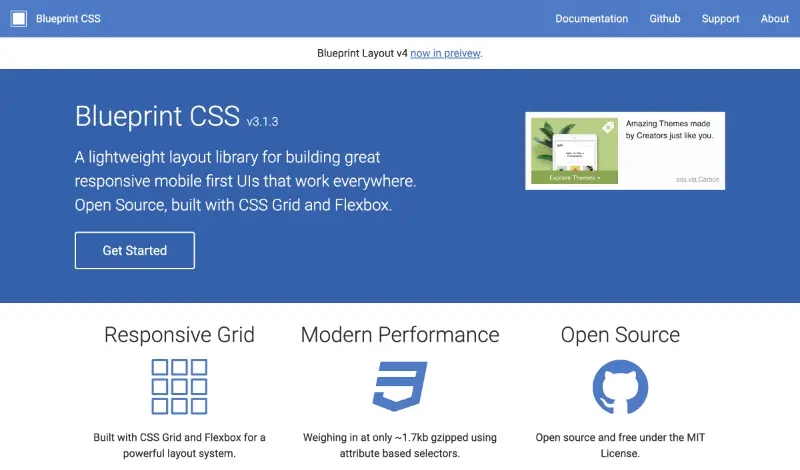 Blueprint CSS
Documentation Github Support About
Blueprint Layout v4 now in preivew.
Blueprint CSS v3.1.3
A lightweight layout library for building great
responsive mobile first UIs that work everywhere.
Open Source, built with CSS Grid and Flexbox.
Get Started
Amazing Themes made
by Creators just like you.
Explore Themes »
ads via Carbon
Responsive Grid
Built with CSS Grid and Flexbox for a
powerful layout system.
Modern Performance
Weighing in at only ~1.7kb gzipped using
attribute based selectors.
Open Source
Open source and free under the MIT
License.